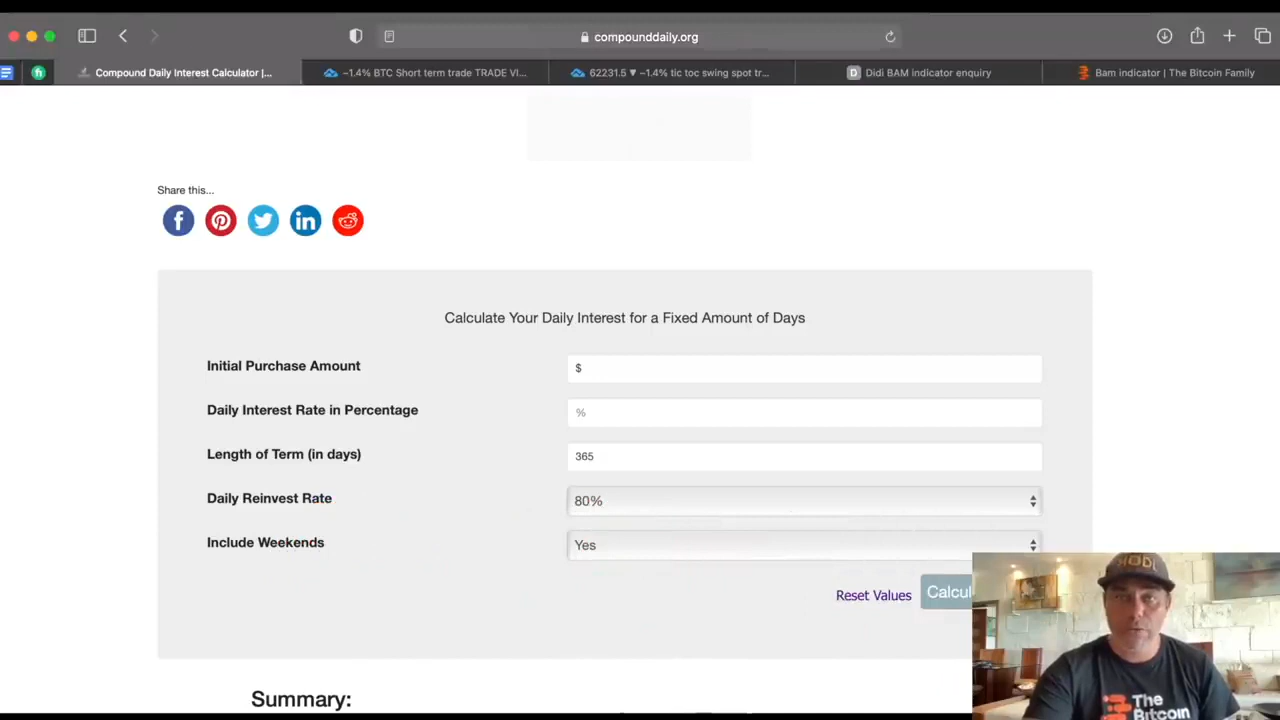 compounddaily.org
Compound Daily Interest Calculator |...
−1.4% BTC Short term trade TRADE VI...
62231.5 ▼ −1.4% tic toc swing spot tr...
D Didi BAM indicator enquiry
Bam indicator | The Bitcoin Family
Share this...
Calculate Your Daily Interest for a Fixed Amount of Days
Initial Purchase Amount
$
Daily Interest Rate in Percentage
%
Length of Term (in days)
365
Daily Reinvest Rate
80%
Include Weekends
Yes
Reset Values
Calcul
Summary:
The
Bitcoin